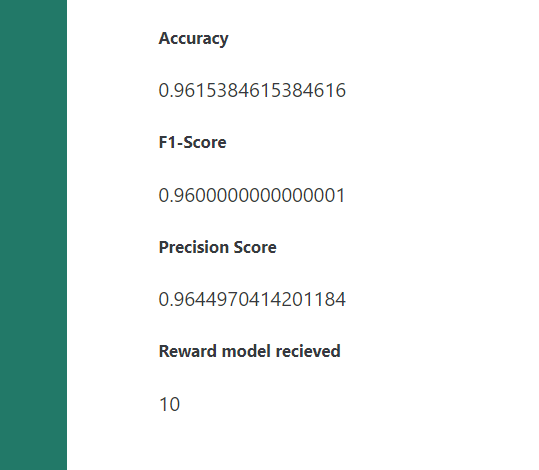 Accuracy
0.9615384615384616
F1-Score
0.9600000000000001
Precision Score
0.9644970414201184
Reward model recieved
10